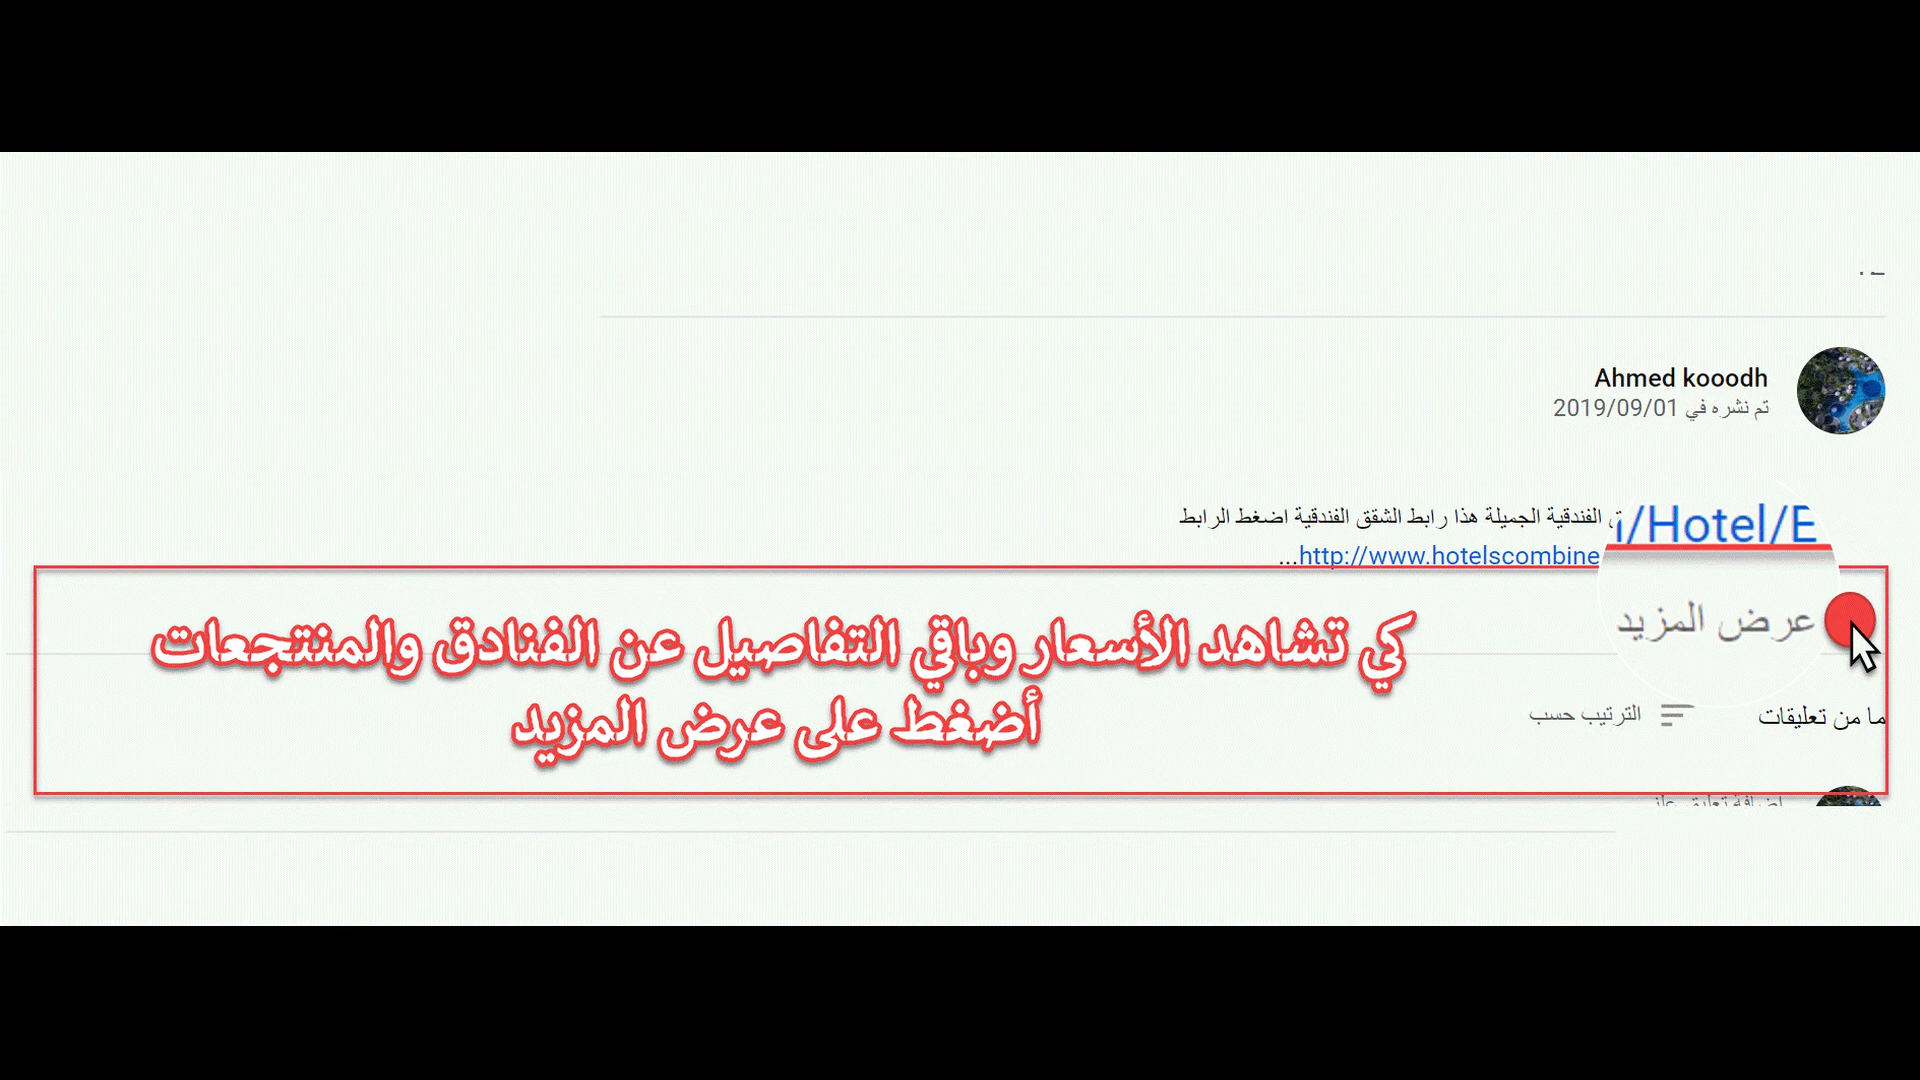 Ahmed kooodh
تم نشره في 2019/09/01
الفندقية الجميلة هذا رابط الشقق الفندقية اضغط الرابط
http://www.hotelscombine...
/Hotel/E
عرض المزيد
كي تشاهد الأسعار وباقي التفاصيل عن الفنادق والمنتجعات
أضغط على عرض المزيد
ما من تعليقات
الترتيب حسب